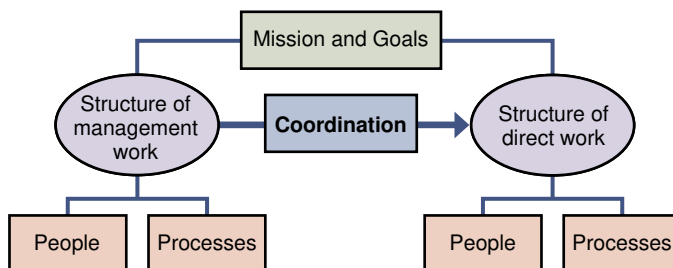 Mission and Goals
Structure of
management
work
Coordination
Structure of
direct work
People
Processes
People
Processes